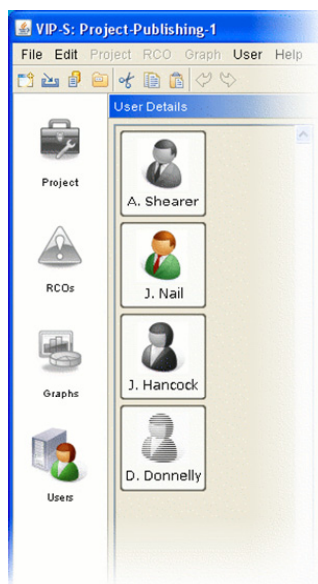 VIP-S: Project-Publishing-1
File Edit Project RCO Graph User Help
User Details
Project
RCOs
Graphs
Users
A. Shearer
J. Nail
J. Hancock
D. Donnelly